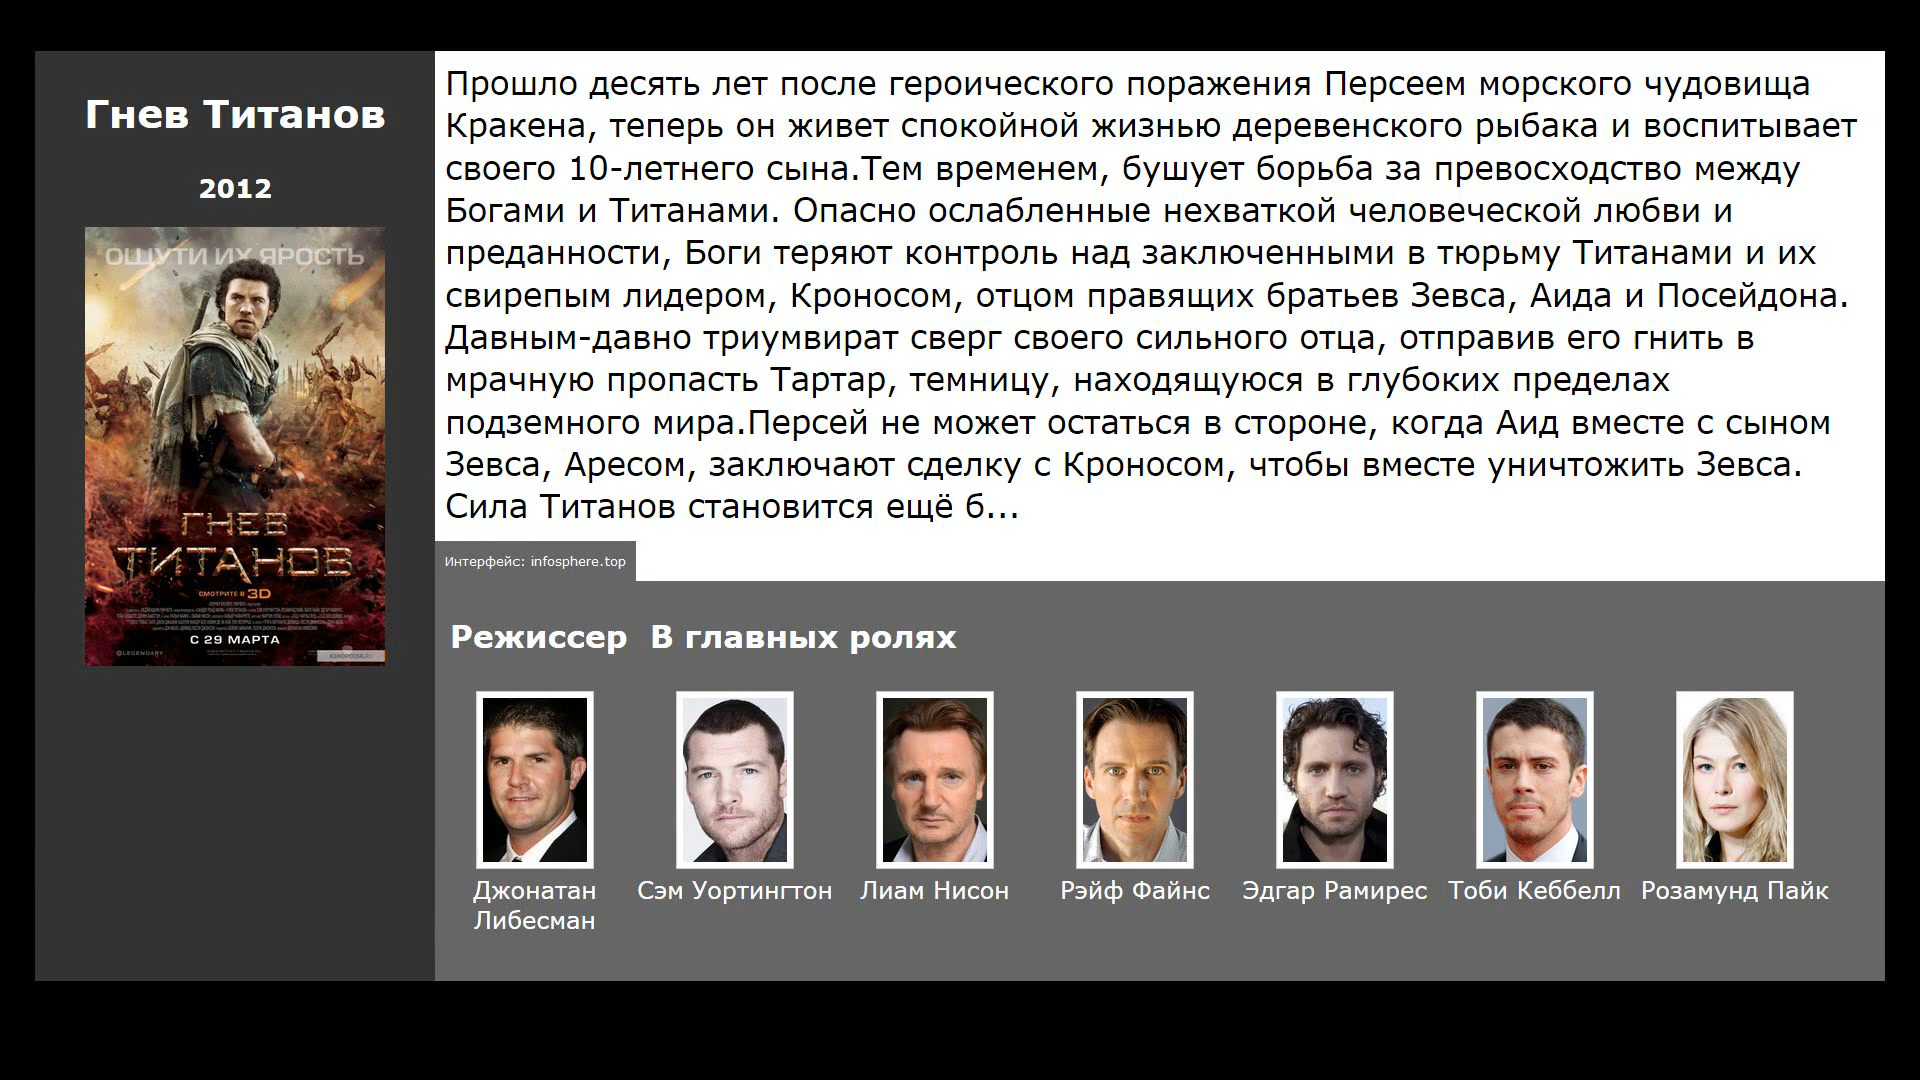 Гнев Титанов
2012
ОЩУТИ ИХ ЯРОСТЬ
ГНЕВ
ТИТАНОВ
СМОТРИТЕ В 3D
С 29 МАРТА
LEGENDARY
KINOPOISK.RU
Прошло десять лет после героического поражения Персеем морского чудовища
Кракена, теперь он живет спокойной жизнью деревенского рыбака и воспитывает
своего 10-летнего сына.Тем временем, бушует борьба за превосходство между
Богами и Титанами. Опасно ослабленные нехваткой человеческой любви и
преданности, Боги теряют контроль над заключенными в тюрьму Титанами и их
свирепым лидером, Кроносом, отцом правящих братьев Зевса, Аида и Посейдона.
Давным-давно триумвират сверг своего сильного отца, отправив его гнить в
мрачную пропасть Тартар, темницу, находящуюся в глубоких пределах
подземного мира.Персей не может остаться в стороне, когда Аид вместе с сыном
Зевса, Аресом, заключают сделку с Кроносом, чтобы вместе уничтожить Зевса.
Сила Титанов становится ещё б...
Интерфейс: infosphere.top
Режиссер В главных ролях
Джонатан
Либесман
Сэм Уортингтон
Лиам Нисон
Рэйф Файнс
Эдгар Рамирес
Тоби Кеббелл
Розамунд Пайк